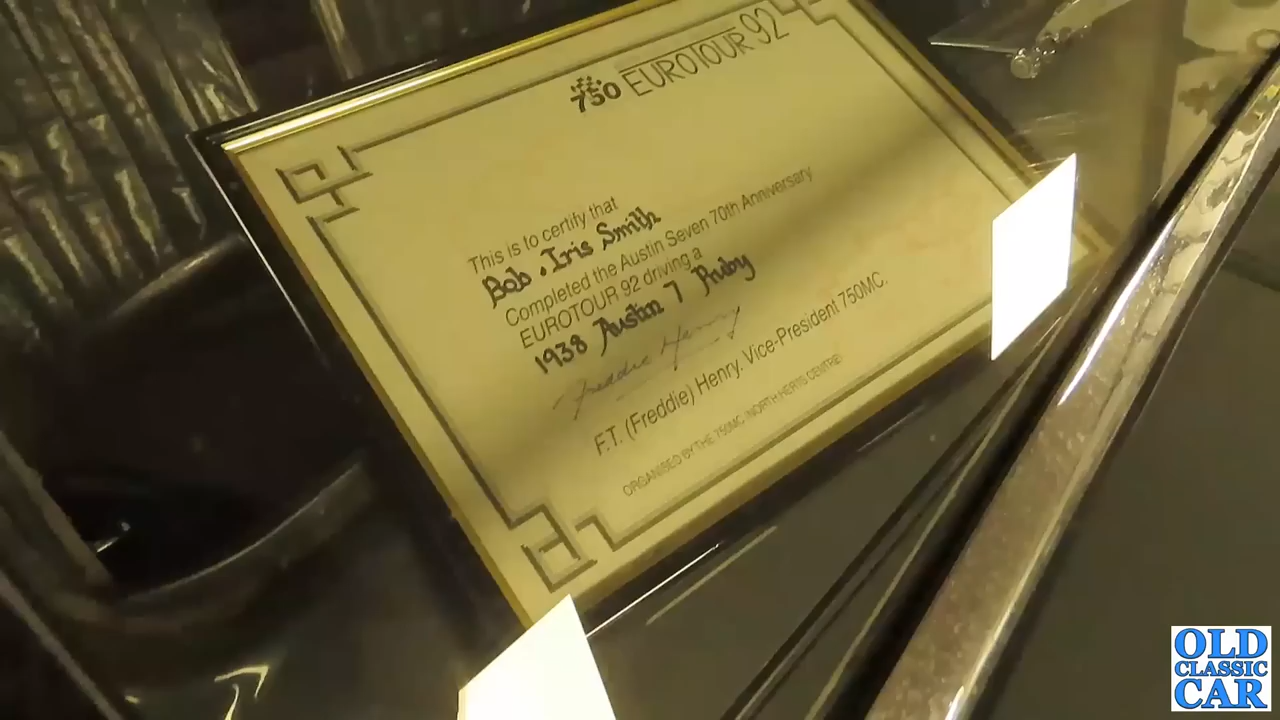 750 EUROTOUR 92
This is to certify that
Bob . Iris Smith
Completed the Austin Seven 70th Anniversary
EUROTOUR 92 driving a
1938 Austin 7 Ruby
Freddie Henry
F.T. (Freddie) Henry. Vice-President 750MC.
ORGANISED BY THE 750MC (NORTH HERTS CENTRE)
OLD
CLASSIC
CAR